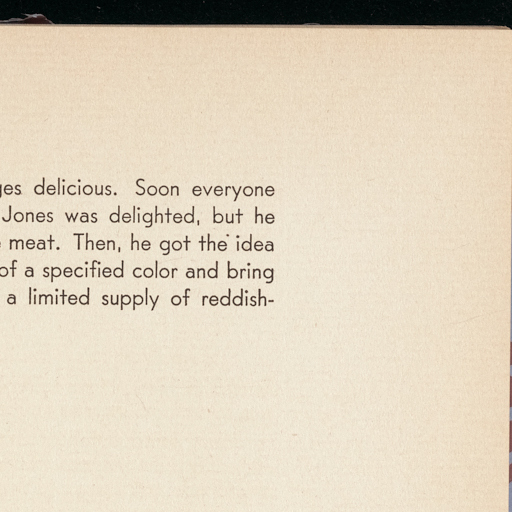 ges delicious. Soon everyone
Jones was delighted, but he
meat. Then, he got the idea
of a specified color and bring
a limited supply of reddish-